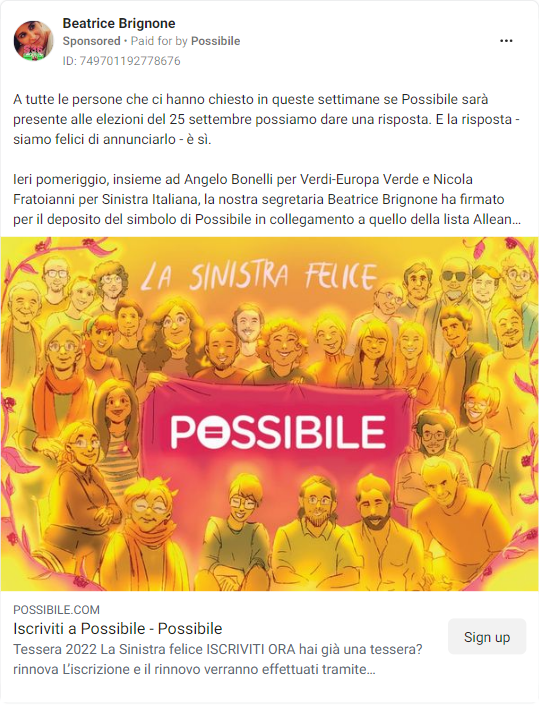 Beatrice Brignone
Sponsored • Paid for by Possibile
ID: 749701192778676
A tutte le persone che ci hanno chiesto in queste settimane se Possibile sarà
presente alle elezioni del 25 settembre possiamo dare una risposta. E la risposta -
siamo felici di annunciarlo - è sì.
Ieri pomeriggio, insieme ad Angelo Bonelli per Verdi-Europa Verde e Nicola
Fratoianni per Sinistra Italiana, la nostra segretaria Beatrice Brignone ha firmato
per il deposito del simbolo di Possibile in collegamento a quello della lista Allean...
LA SINISTRA FELICE
POSSIBILE
POSSIBILE.COM
Iscriviti a Possibile - Possibile
Tessera 2022 La Sinistra felice ISCRIVITI ORA hai già una tessera?
rinnova L'iscrizione e il rinnovo verranno effettuati tramite...
Sign up